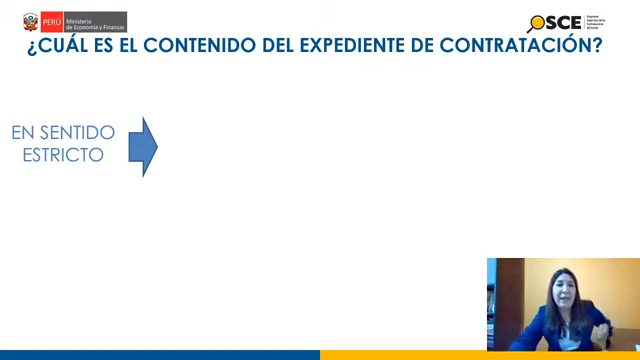 PERÚ
Ministerio
de Economía y Finanzas
OSCE
¿CUÁL ES EL CONTENIDO DEL EXPEDIENTE DE CONTRATACIÓN?
EN SENTIDO
ESTRICTO